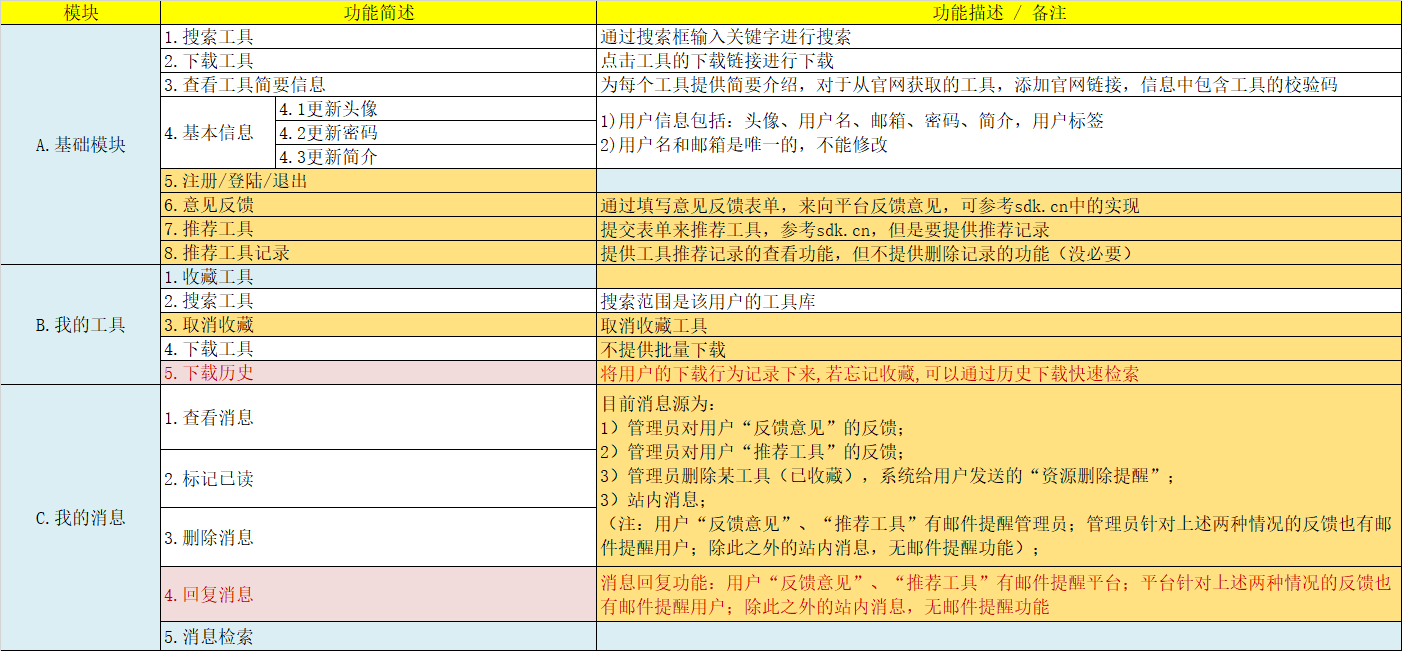 模块 功能简述 功能描述 / 备注
A.基础模块
1.搜索工具 通过搜索框输入关键字进行搜索
2.下载工具 点击工具的下载链接进行下载
3.查看工具简要信息 为每个工具提供简要介绍，对于从官网获取的工具，添加官网链接，信息中包含工具的校验码
4.基本信息
4.1更新头像
4.2更新密码
4.3更新简介
1)用户信息包括：头像、用户名、邮箱、密码、简介，用户标签
2)用户名和邮箱是唯一的，不能修改
5.注册/登陆/退出
6.意见反馈 通过填写意见反馈表单，来向平台反馈意见，可参考sdk.cn中的实现
7.推荐工具 提交表单来推荐工具，参考sdk.cn，但是要提供推荐记录
8.推荐工具记录 提供工具推荐记录的查看功能，但不提供删除记录的功能（没必要）
B.我的工具
1.收藏工具
2.搜索工具 搜索范围是该用户的工具库
3.取消收藏 取消收藏工具
4.下载工具 不提供批量下载
5.下载历史 将用户的下载行为记录下来,若忘记收藏,可以通过历史下载快速检索
C.我的消息
1.查看消息
2.标记已读
3.删除消息
目前消息源为：
1）管理员对用户“反馈意见”的反馈；
2）管理员对用户“推荐工具”的反馈；
3）管理员删除某工具（已收藏），系统给用户发送的“资源删除提醒”；
3）站内消息；
（注：用户“反馈意见”、“推荐工具”有邮件提醒管理员；管理员针对上述两种情况的反馈也有邮
件提醒用户；除此之外的站内消息，无邮件提醒功能）；
4.回复消息
消息回复功能：用户“反馈意见”、“推荐工具”有邮件提醒平台；平台针对上述两种情况的反馈也
有邮件提醒用户；除此之外的站内消息，无邮件提醒功能
5.消息检索